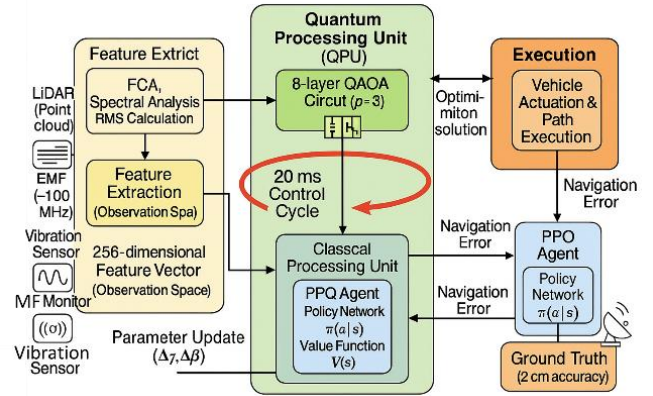 Feature Extrict
LiDAR
(Point
cloud)
EMF
(–100
MHz)
Vibration
Sensor
MF Monitor
((σ))
Vibration
Sensor
FCA,
Spectral Analysis
RMS Calculation
Feature
Extraction
(Observation Spa)
256-dimensional
Feature Vector
(Observation Space)
Parameter Update
(Δ7,Δβ)
Quantum
Processing Unit
(QPU)
8-layer QAOA
Circut (p=3)
20 ms
Control
Cycle
Classcal
Processing Unit
PPQ Agent
Policy Network
π(a|s)
Value Function
V(s)
Optimi-
miton
solution
Execution
Vehicle
Actuation &
Path
Execution
Navigation
Error
Navigation
Error
Navigation
Error
PPO
Agent
Policy
Network
π(a|s)
Ground Truth
(2 cm accuracy)